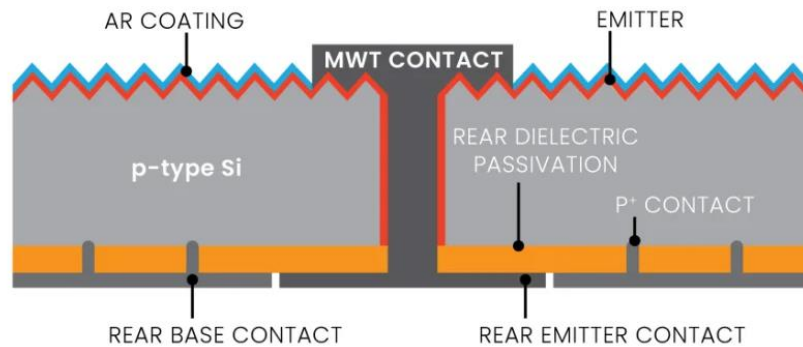 AR COATING
EMITTER
MWT CONTACT
REAR DIELECTRIC
PASSIVATION
p-type Si
P⁺ CONTACT
REAR BASE CONTACT
REAR EMITTER CONTACT